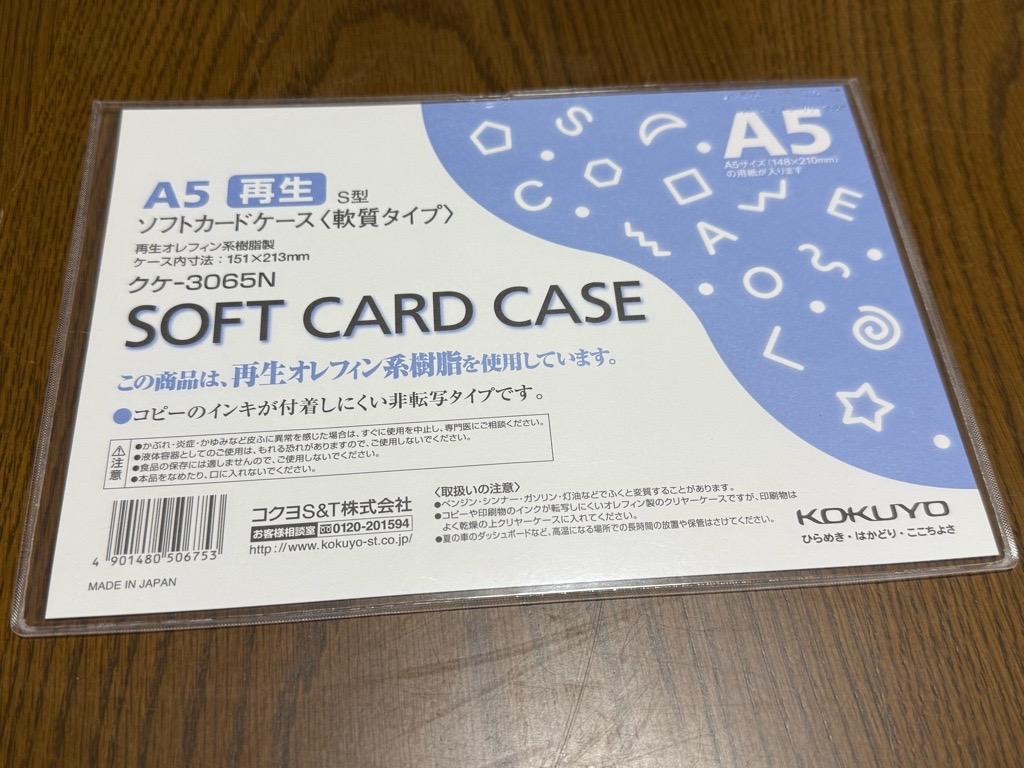 A5 再生 S型
ソフトカードケース〈軟質タイプ〉
再生オレフィン系樹脂製
ケース内寸法:151×213mm
クケ-3065N
SOFT CARD CASE
この商品は、再生オレフィン系樹脂を使用しています。
●コピーのインキが付着しにくい非転写タイプです。
⚠注意
●かぶれ・炎症・かゆみなど皮ふに異常を感じた場合は、すぐに使用を中止し、専門医にご相談ください。
●液体容器としてのご使用は、もれる恐れがありますので、ご使用しないでください。
●食品の保存には適しませんので、ご使用しないでください。
●本品をなめたり、口に入れないでください。
4 901480 506753
MADE IN JAPAN
コクヨS&T株式会社
お客様相談室 0120-201594
http://www.kokuyo-st.co.jp/
〈取扱いの注意〉
●ベンジン・シンナー・ガソリン・灯油などでふくと変質することがあります。
●コピーや印刷物のインクが転写しにくいオレフィン製のクリヤーケースですが、印刷物は
よく乾燥の上クリヤーケースに入れてください。
●夏の車のダッシュボードなど、高温になる場所での長時間の放置や保管はさけてください。
KOKUYO
ひらめき・はかどり・ここちよさ
A5
A5サイズ(148×210mm)
の用紙が入ります
S
C
E
A
O
L